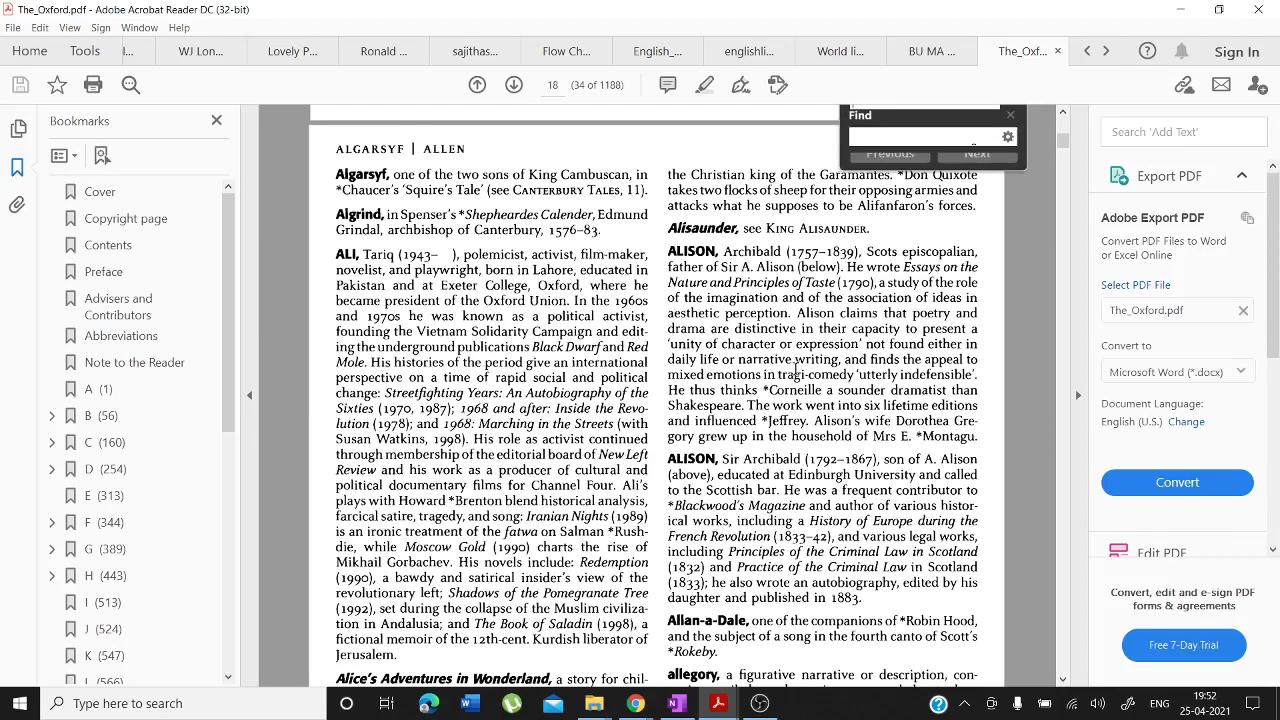 The_Oxford.pdf - Adobe Acrobat Reader DC (32-bit)
File Edit View Sign Window Help
Home Tools I... WJ Lon... Lovely P... Ronald ... sajithas... Flow Ch... English_... englishli... World li... BU MA ... The_Oxf... × Sign In
18 (34 of 1188)
Bookmarks
Cover
Copyright page
Contents
Preface
Advisers and
Contributors
Abbreviations
Note to the Reader
A (1)
B (56)
C (160)
D (254)
E (313)
F (344)
G (389)
H (443)
I (513)
J (524)
K (547)
L (566)
ALGARSYF | ALLEN
Algarsyf, one of the two sons of King Cambuscan, in
*Chaucer's 'Squire's Tale' (see CANTERBURY TALES, 11).
Algrind, in Spenser's *Shepheardes Calender, Edmund
Grindal, archbishop of Canterbury, 1576–83.
ALI, Tariq (1943– ), polemicist, activist, film-maker,
novelist, and playwright, born in Lahore, educated in
Pakistan and at Exeter College, Oxford, where he
became president of the Oxford Union. In the 1960s
and 1970s he was known as a political activist,
founding the Vietnam Solidarity Campaign and edit-
ing the underground publications Black Dwarf and Red
Mole. His histories of the period give an international
perspective on a time of rapid social and political
change: Streetfighting Years: An Autobiography of the
Sixties (1970, 1987); 1968 and after: Inside the Revo-
lution (1978); and 1968: Marching in the Streets (with
Susan Watkins, 1998). His role as activist continued
through membership of the editorial board of New Left
Review and his work as a producer of cultural and
political documentary films for Channel Four. Ali's
plays with Howard Brenton blend historical analysis,
farcical satire, tragedy, and song: Iranian Nights (1989)
is an ironic treatment of the fatwa on Salman *Rush-
die, while Moscow Gold (1990) charts the rise of
Mikhail Gorbachev. His novels include: Redemption
(1990), a bawdy and satirical insider's view of the
revolutionary left; Shadows of the Pomegranate Tree
(1992), set during the collapse of the Muslim civiliza-
tion in Andalusia; and The Book of Saladin (1998), a
fictional memoir of the 12th-cent. Kurdish liberator of
Jerusalem.
Alice's Adventures in Wonderland, a story for chil-
the Christian king of the Garamantes. *Don Quixote
takes two flocks of sheep for their opposing armies and
attacks what he supposes to be Alifanfaron's forces.
Alisaunder, see KING ALISAUNDER.
ALISON, Archibald (1757–1839), Scots episcopalian,
father of Sir A. Alison (below). He wrote Essays on the
Nature and Principles of Taste (1790), a study of the role
of the imagination and of the association of ideas in
aesthetic perception. Alison claims that poetry and
drama are distinctive in their capacity to present a
'unity of character or expression' not found either in
daily life or narrative writing, and finds the appeal to
mixed emotions in tragi-comedy 'utterly indefensible'.
He thus thinks *Corneille a sounder dramatist than
Shakespeare. The work went into six lifetime editions
and influenced *Jeffrey. Alison's wife Dorothea Gre-
gory grew up in the household of Mrs E. *Montagu.
ALISON, Sir Archibald (1792–1867), son of A. Alison
(above), educated at Edinburgh University and called
to the Scottish bar. He was a frequent contributor to
*Blackwood's Magazine and author of various histor-
ical works, including a History of Europe during the
French Revolution (1833–42), and various legal works,
including Principles of the Criminal Law in Scotland
(1832) and Practice of the Criminal Law in Scotland
(1833); he also wrote an autobiography, edited by his
daughter and published in 1883.
Allan-a-Dale, one of the companions of *Robin Hood,
and the subject of a song in the fourth canto of Scott's
*Rokeby.
allegory, a figurative narrative or description, con-
Find
Previous Next
Search 'Add Text'
Export PDF
Adobe Export PDF
Convert PDF Files to Word
or Excel Online
Select PDF File
The_Oxford.pdf
Convert to
Microsoft Word (*.docx)
Document Language:
English (U.S.) Change
Convert
Edit PDF
Convert, edit and e-sign PDF
forms & agreements
Free 7-Day Trial
Type here to search
ENG
19:52
25-04-2021